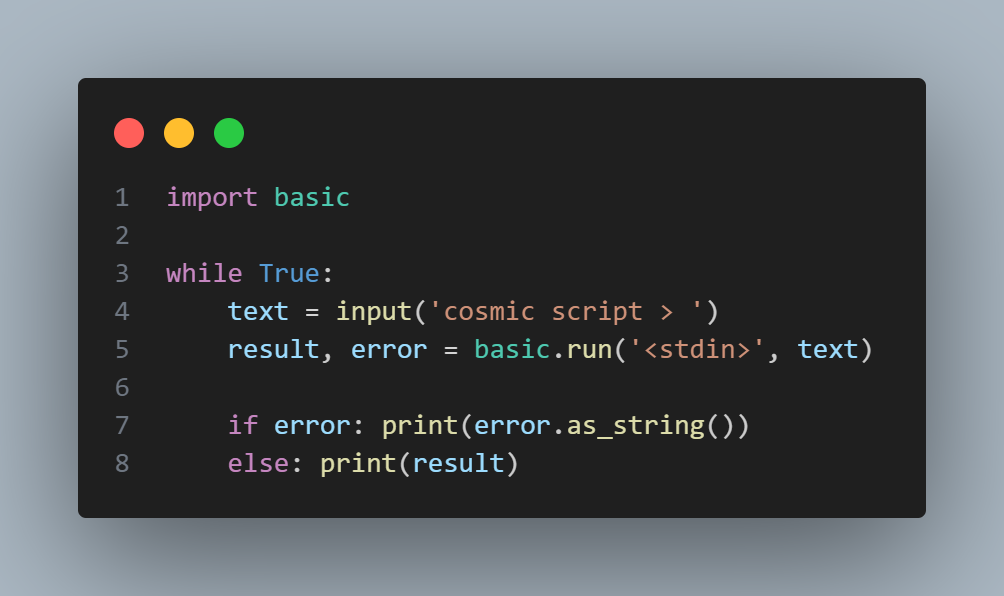 1 import basic
2
3 while True:
4     text = input('cosmic script > ')
5     result, error = basic.run('<stdin>', text)
6
7     if error: print(error.as_string())
8     else: print(result)